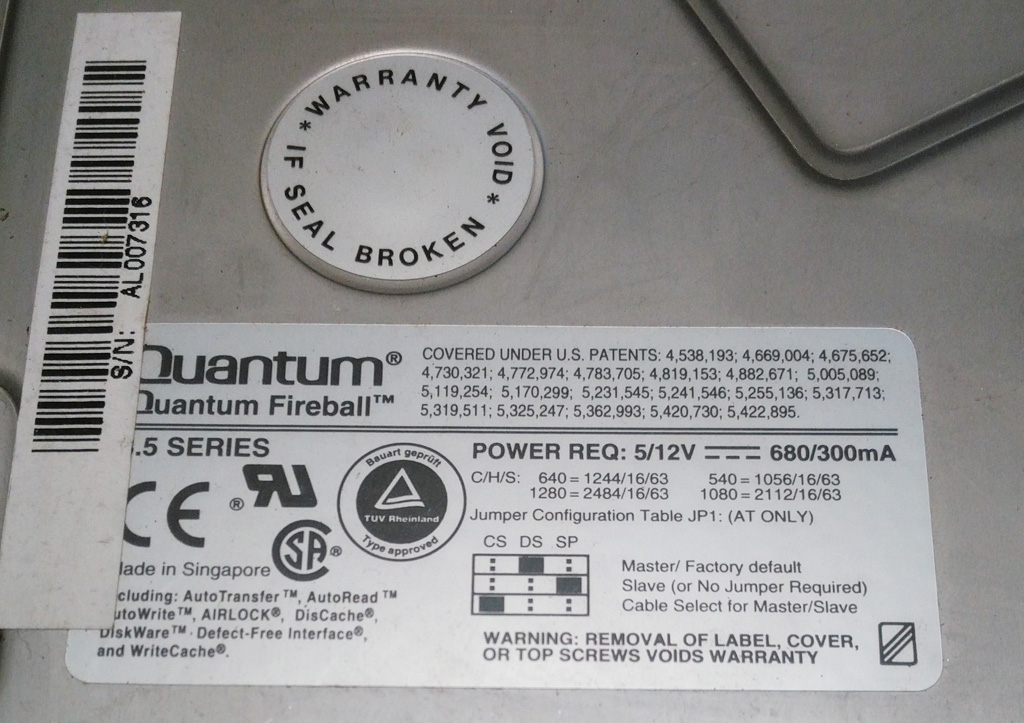 * WARRANTY VOID * IF SEAL BROKEN
S/N: AL007316
Quantum®
Quantum Fireball™
COVERED UNDER U.S. PATENTS: 4,538,193; 4,669,004; 4,675,652;
4,730,321; 4,772,974; 4,783,705; 4,819,153; 4,882,671; 5,005,089;
5,119,254; 5,170,299; 5,231,545; 5,241,546; 5,255,136; 5,317,713;
5,319,511; 5,325,247; 5,362,993; 5,420,730; 5,422,895.
.5 SERIES
CE
® RU
SA ®
Bauart geprüft
TUV Rheinland
Type approved
ade in Singapore
cluding: AutoTransfer™, AutoRead™
utoWrite™, AIRLOCK®, DisCache®,
DiskWare™ · Defect-Free Interface®,
and WriteCache®.
POWER REQ: 5/12V 680/300mA
C/H/S: 640 = 1244/16/63 540 = 1056/16/63
1280 = 2484/16/63 1080 = 2112/16/63
Jumper Configuration Table JP1: (AT ONLY)
CS DS SP
Master/ Factory default
Slave (or No Jumper Required)
Cable Select for Master/Slave
WARNING: REMOVAL OF LABEL, COVER,
OR TOP SCREWS VOIDS WARRANTY